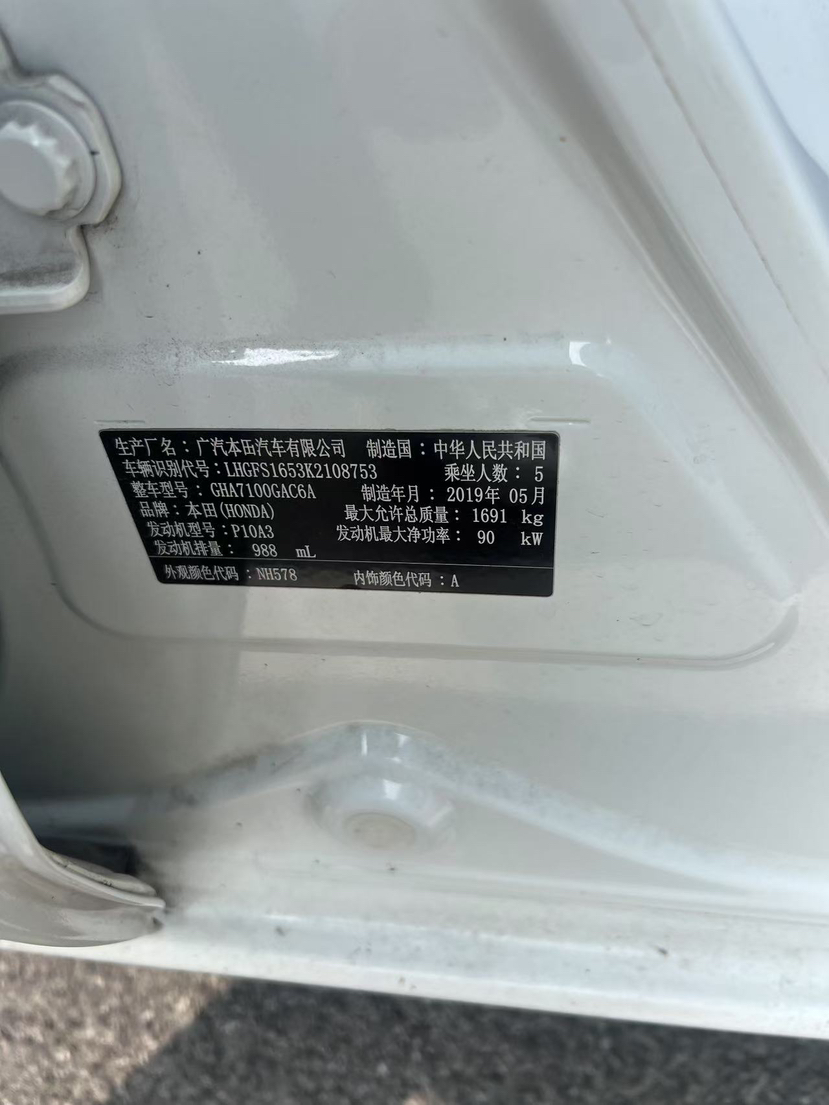 生产厂名：广汽本田汽车有限公司 制造国：中华人民共和国
车辆识别代号：LHGFS1653K2108753 乘坐人数：5
整车型号：GHA7100GAC6A 制造年月：2019年05月
品牌：本田(HONDA) 最大允许总质量：1691 kg
发动机型号：P10A3 发动机最大净功率：90 kW
发动机排量：988 mL
外观颜色代码：NH578 内饰颜色代码：A